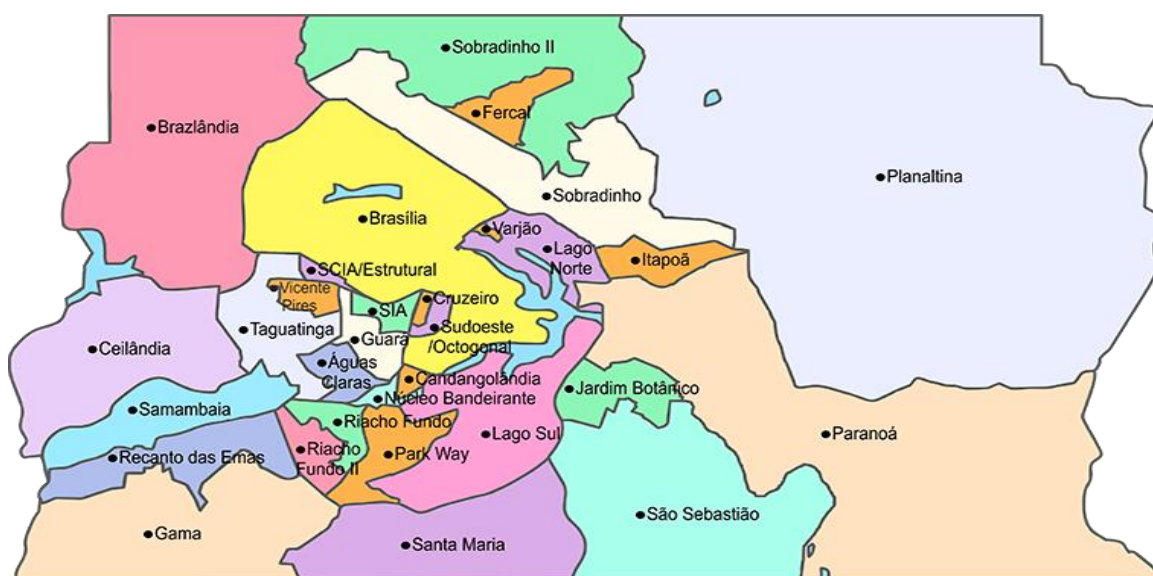 Sobradinho II
Fercal
Brazlândia
Planaltina
Sobradinho
Brasília
Varjão
Lago
Norte
Itapoã
SCIA/Estrutural
Vicente
Pires
Cruzeiro
SIA
Taguatinga
Sudoeste
/Octogonal
Guará
Ceilândia
Águas
Claras
Candangolândia
Jardim Botânico
Núcleo Bandeirante
Samambaia
Riacho Fundo
Lago Sul
Paranoá
Riacho
Fundo II
Park Way
Recanto das Emas
São Sebastião
Gama
Santa Maria